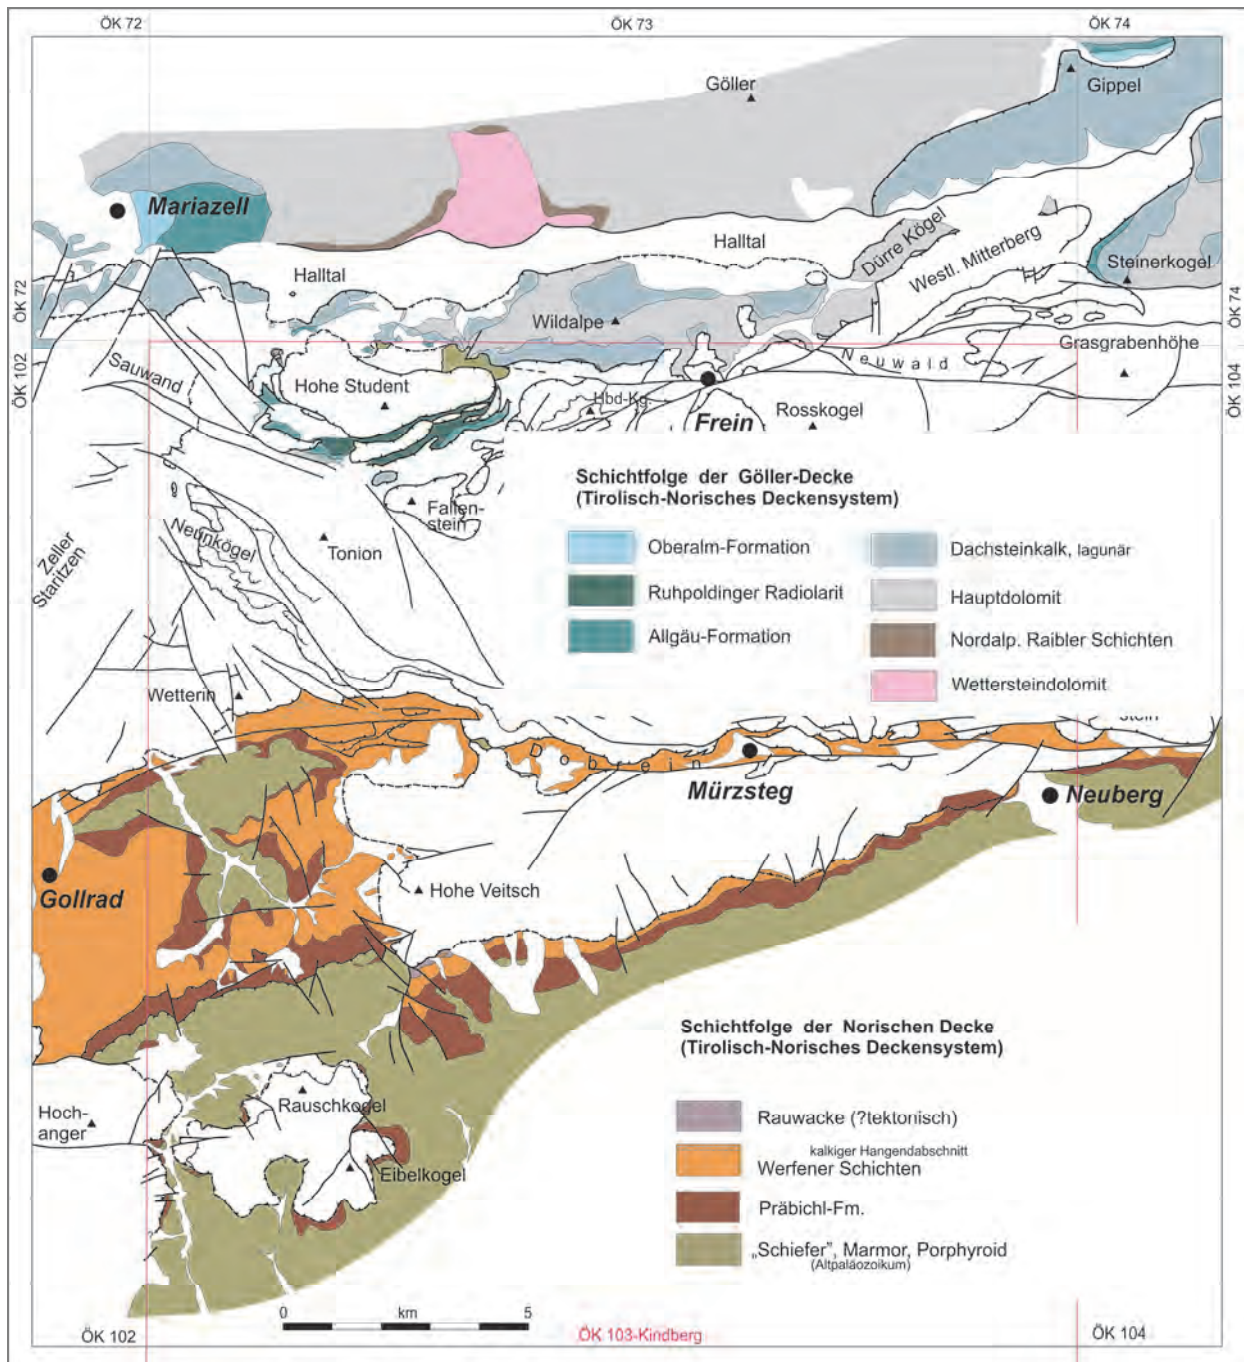 ÖK 72
ÖK 73
ÖK 74
Göller
Gippel
Mariazell
Halltal
Dürre Kögel
Westl. Mitterberg
Steinerkogel
Halltal
ÖK 72
ÖK 74
Wildalpe
Grasgrabenhöhe
Neuwald
ÖK 102
ÖK 104
Sauwand
Hohe Student
Hbd-Kg.
Frein
Rosskogel
Schichtfolge der Göller-Decke
(Tirolisch-Norisches Deckensystem)
Fallen-
stein
Neunkögel
Tonion
Zeller
Staritzen
Oberalm-Formation
Dachsteinkalk, lagunär
Ruhpoldinger Radiolarit
Hauptdolomit
Allgäu-Formation
Nordalp. Raibler Schichten
Wettersteindolomit
Wetterin
stein
Dobrein
Mürzsteg
Neuberg
Gollrad
Hohe Veitsch
Schichtfolge der Norischen Decke
(Tirolisch-Norisches Deckensystem)
Rauschkogel
Hoch-
anger
Eibelkogel
Rauwacke (?tektonisch)
kalkiger Hangendabschnitt
Werfener Schichten
Präbichl-Fm.
„Schiefer", Marmor, Porphyroid
(Altpaläozoikum)
0 km 5
ÖK 102
ÖK 103-Kindberg
ÖK 104